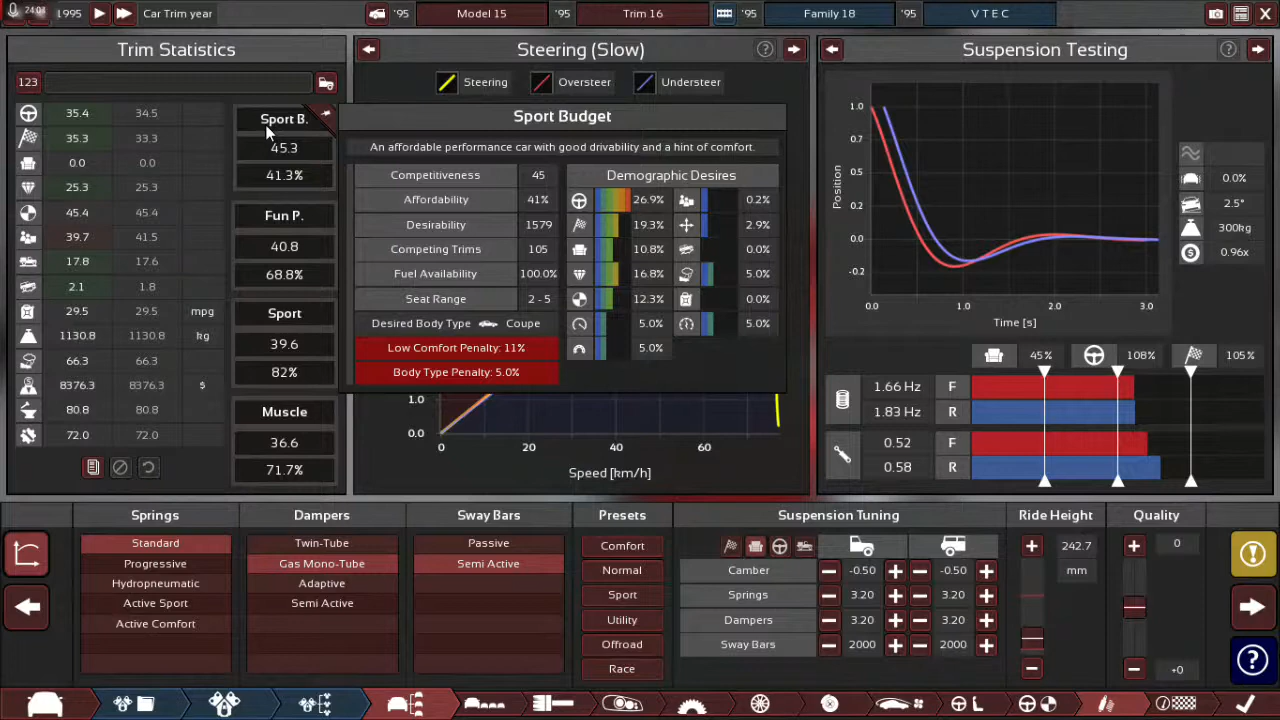 74:01
1995
Car Trim year
'95
Model 15
'95
Trim 16
'95
Family 18
'95
V T E C
X
Trim Statistics
123
35.4 34.5
35.3 33.3
0.0 0.0
25.3 25.3
45.4 45.4
39.7 41.5
17.8 17.6
2.1 1.8
29.5 29.5 mpg
1130.8 1130.8 kg
66.3 66.3
8376.3 8376.3 $
80.8 80.8
72.0 72.0
Sport B.
45.3
41.3%
Fun P.
40.8
68.8%
Sport
39.6
82%
Muscle
36.6
71.7%
Steering (Slow)
?
Steering
Oversteer
Understeer
Sport Budget
An affordable performance car with good drivability and a hint of comfort.
Competitiveness 45
Affordability 41%
Desirability 1579
Competing Trims 105
Fuel Availability 100.0%
Seat Range 2 - 5
Desired Body Type Coupe
Low Comfort Penalty: 11%
Body Type Penalty: 5.0%
Demographic Desires
26.9% 0.2%
19.3% 2.9%
10.8% 0.0%
16.8% 5.0%
12.3% 0.0%
5.0% 5.0%
5.0%
1.0
0.0
0 20 40 60
Speed [km/h]
Suspension Testing
?
Position
1.0
0.7
0.5
0.2
0.0
-0.2
0.0 1.0 2.0 3.0
Time [s]
0.0%
2.5°
300kg
0.96x
45% 108% 105%
1.66 Hz F
1.83 Hz R
0.52 F
0.58 R
Springs
Standard
Progressive
Hydropneumatic
Active Sport
Active Comfort
Dampers
Twin-Tube
Gas Mono-Tube
Adaptive
Semi Active
Sway Bars
Passive
Semi Active
Presets
Comfort
Normal
Sport
Utility
Offroad
Race
Suspension Tuning
Camber - -0.50 + - -0.50 +
Springs - 3.20 + - 3.20 +
Dampers - 3.20 + - 3.20 +
Sway Bars - 2000 + - 2000 +
Ride Height
+ 242.7
mm
-
Quality
+ 0
- +0
!
?